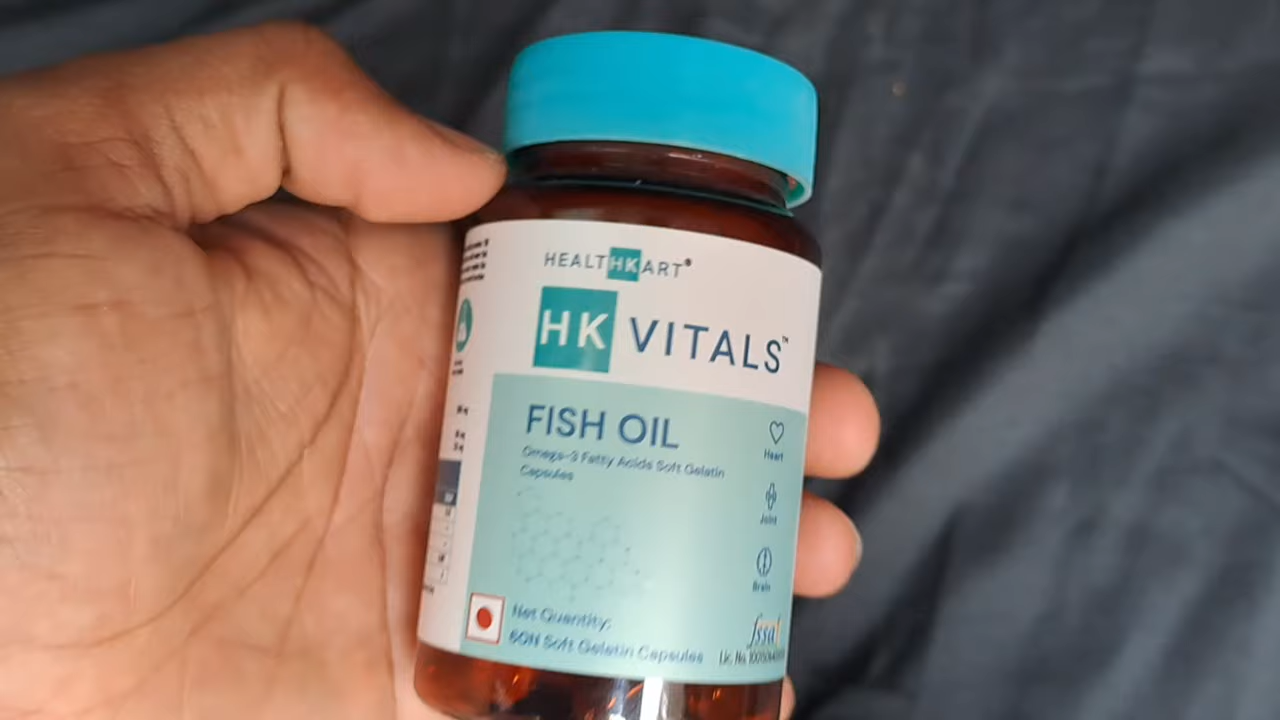 HEALTHKART®
HK VITALS™
FISH OIL
Omega-3 Fatty Acids Soft Gelatin
Capsules
Heart
Joint
Brain
Net Quantity:
60N Soft Gelatin Capsules
fssai
Lic. No.